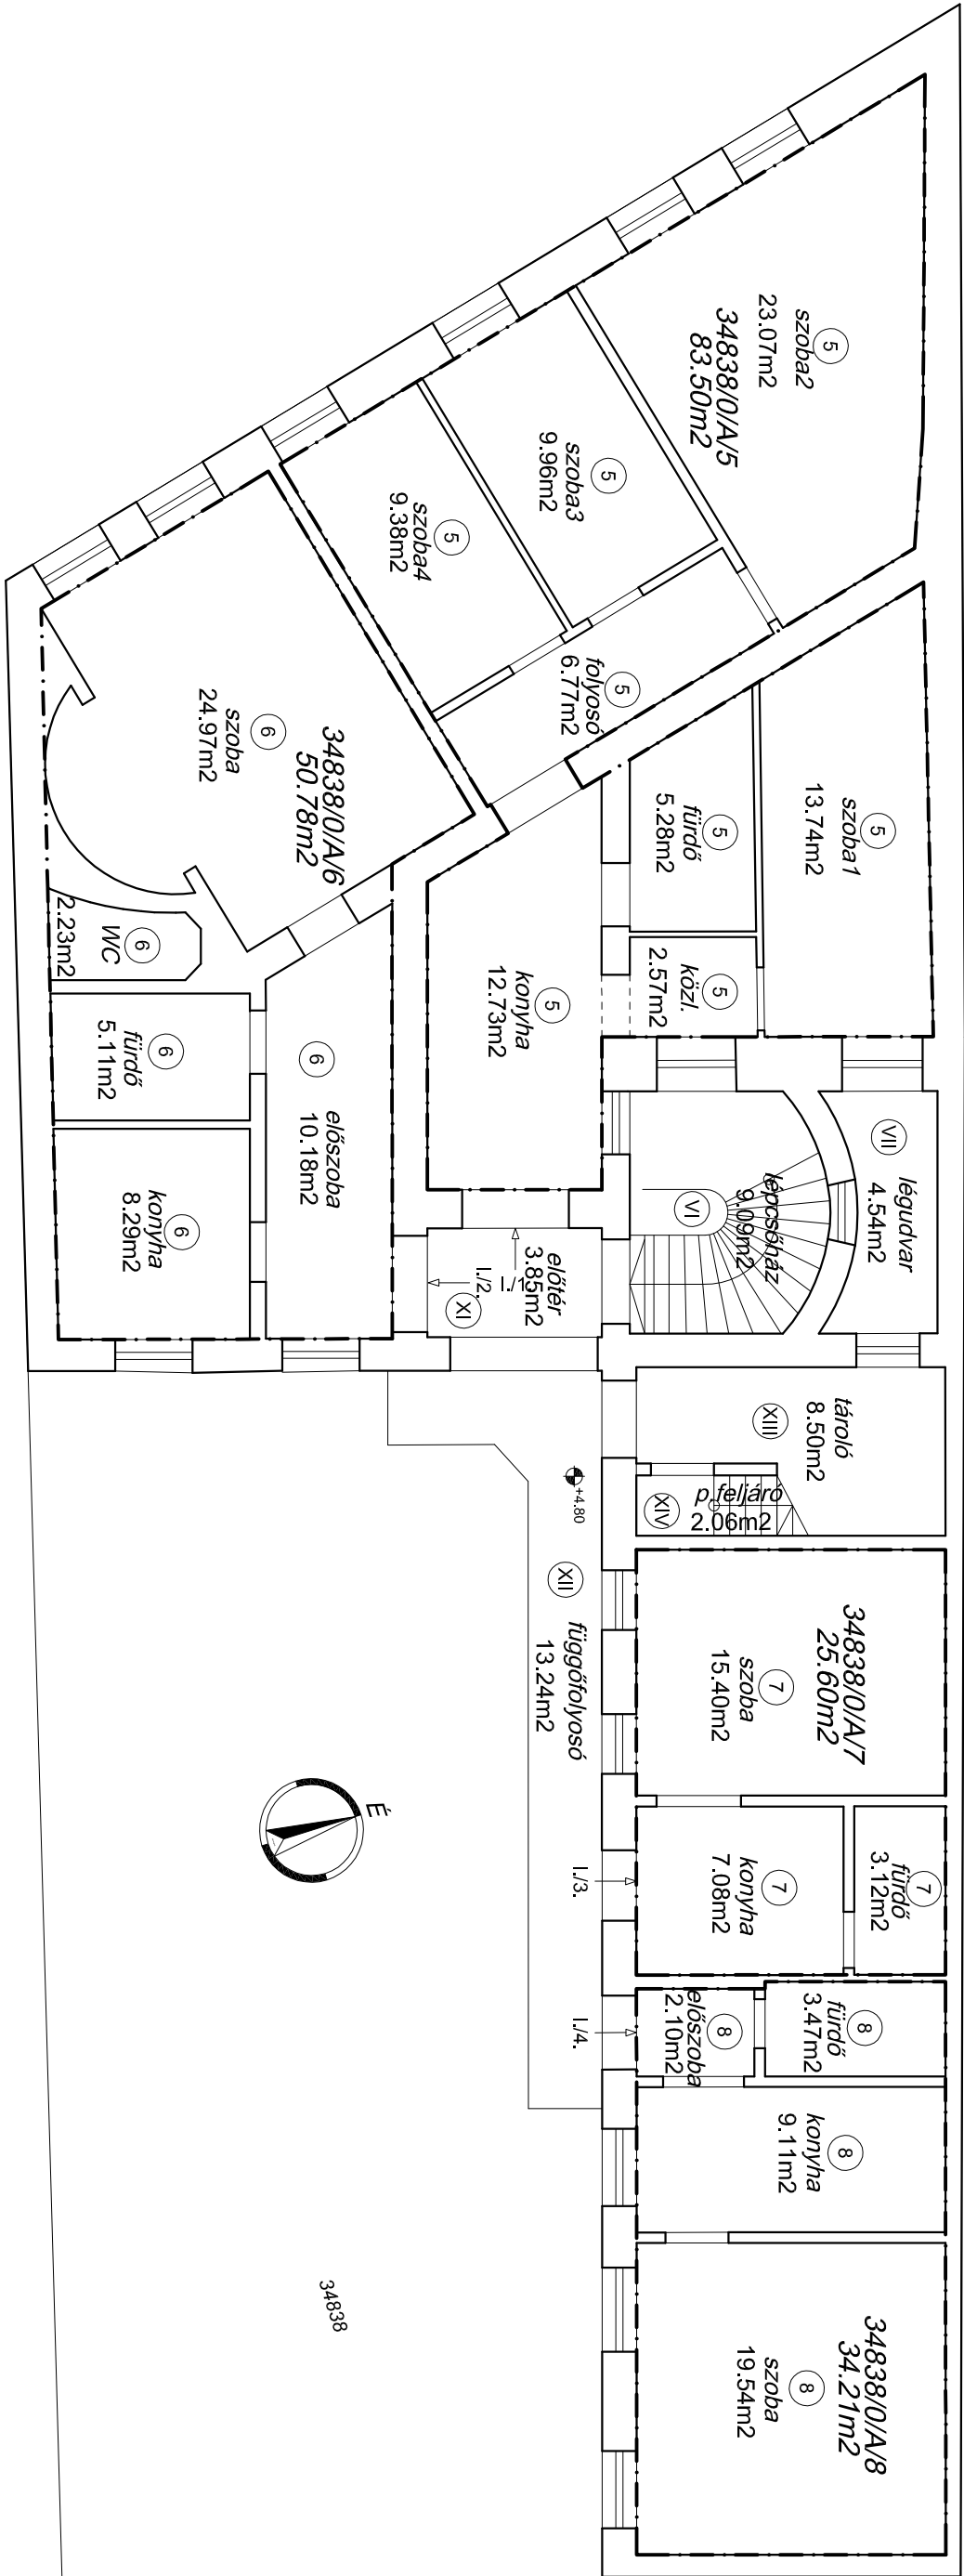 5
szoba2
23.07m2
34838/0/A/5
83.50m2
5
szoba3
9.96m2
5
szoba4
9.38m2
5
folyosó
6.77m2
5
szoba1
13.74m2
5
fürdő
5.28m2
5
közl.
2.57m2
5
konyha
12.73m2
34838/0/A/6
50.78m2
6
szoba
24.97m2
6
WC
2.23m2
6
fürdő
5.11m2
6
előszoba
10.18m2
6
konyha
8.29m2
VII
légudvar
4.54m2
lépcsőház
9.09m2
VI
előtér
3.85m2
I./1.
I./2.
XI
tároló
8.50m2
XIII
p.feljáró
2.06m2
XIV
+4.80
XII
függőfolyosó
13.24m2
34838/0/A/7
25.60m2
7
szoba
15.40m2
7
konyha
7.08m2
7
fürdő
3.12m2
I./3.
É
8
fürdő
3.47m2
8
előszoba
2.10m2
I./4.
8
konyha
9.11m2
34838/0/A/8
34.21m2
8
szoba
19.54m2
34838